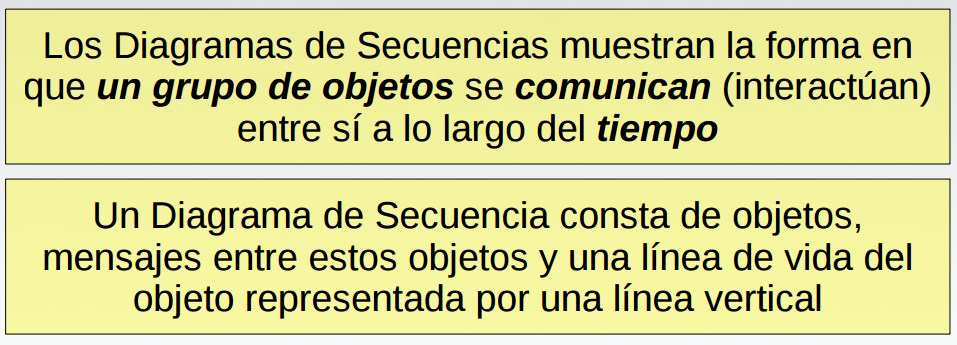 Los Diagramas de Secuencias muestran la forma en
que un grupo de objetos se comunican (interactúan)
entre sí a lo largo del tiempo
Un Diagrama de Secuencia consta de objetos,
mensajes entre estos objetos y una línea de vida del
objeto representada por una línea vertical